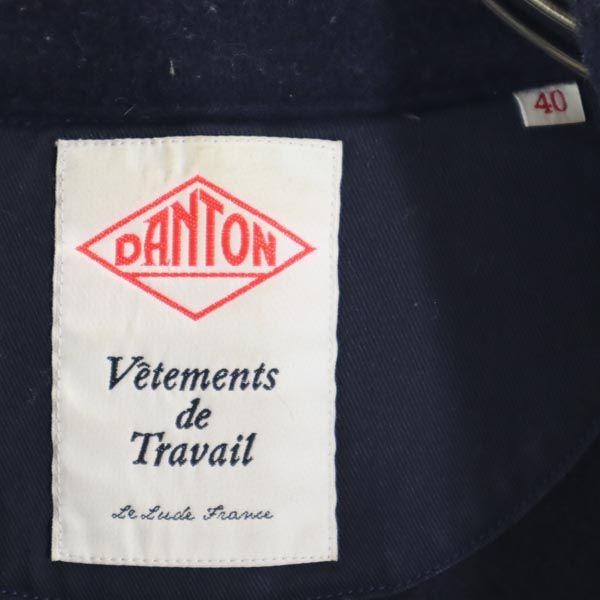 40
DANTON
Vêtements
de
Travail
Le Lude France